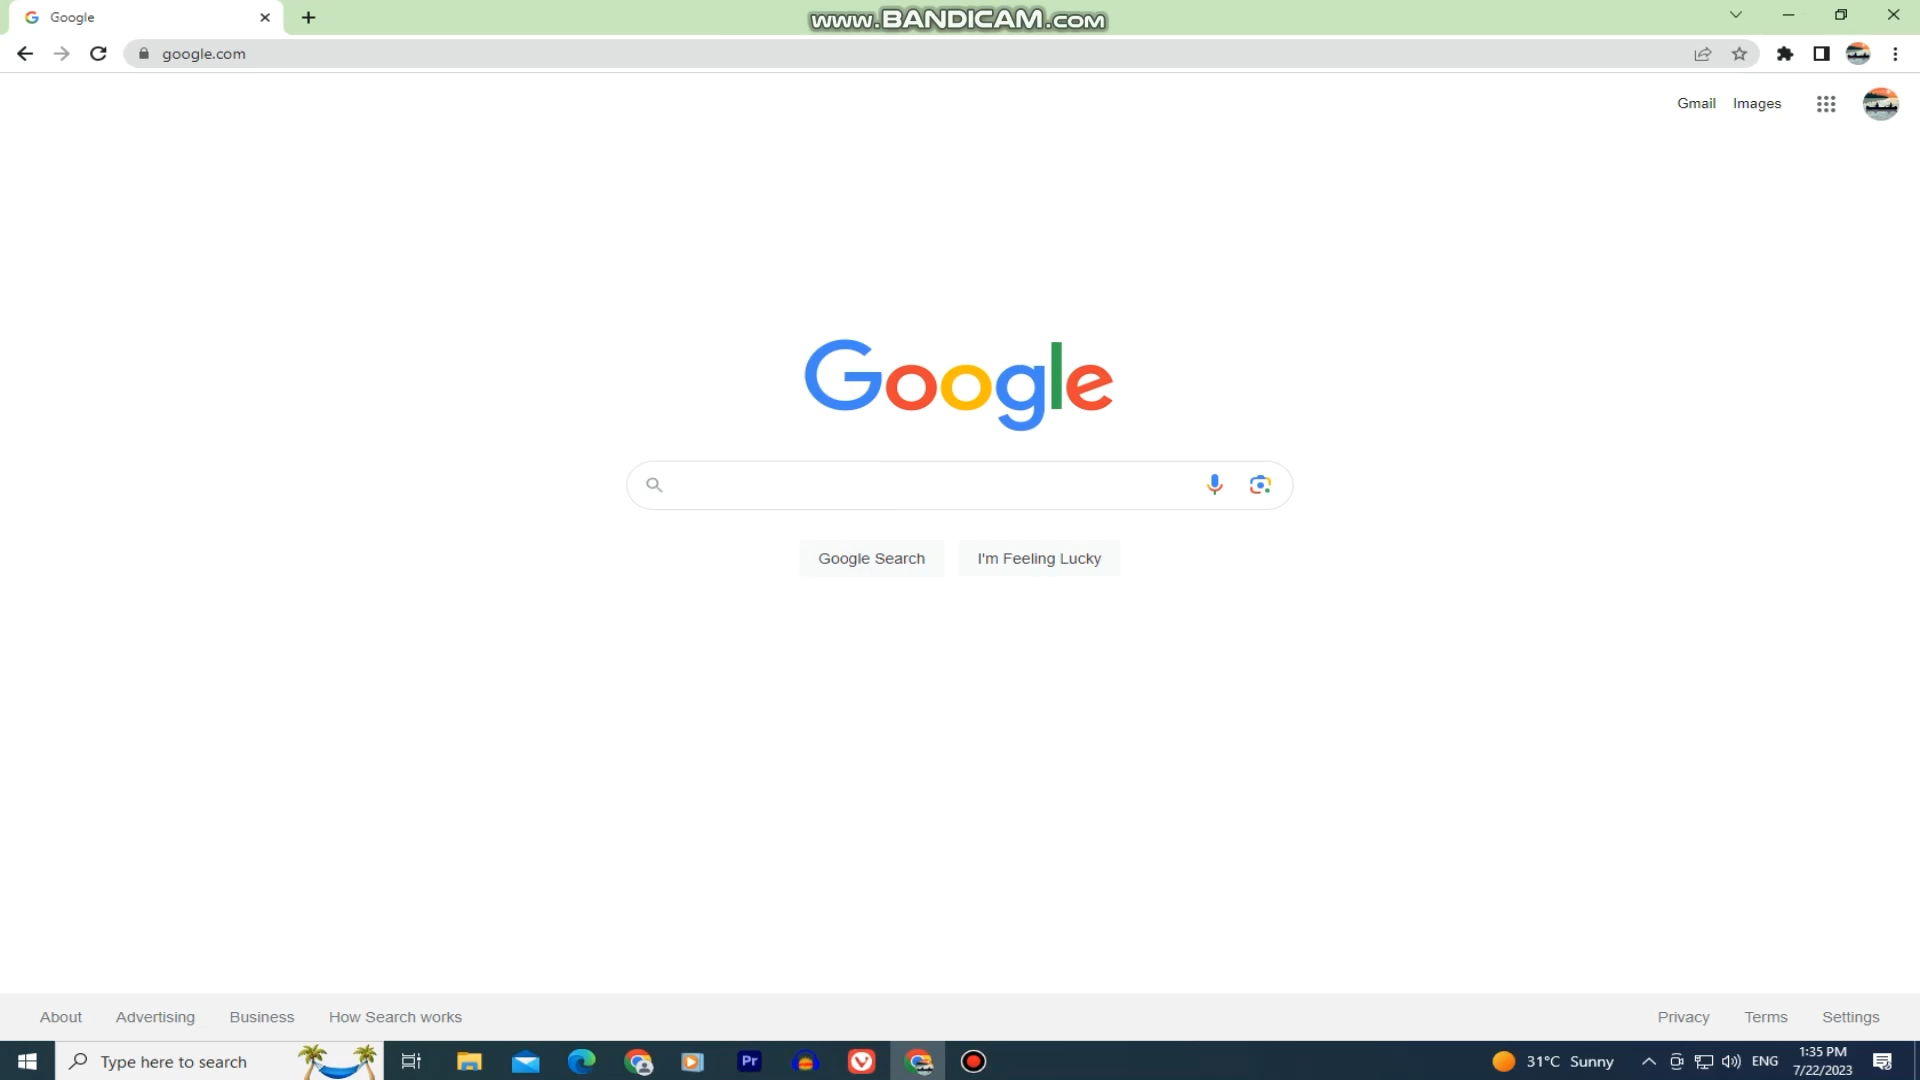 Google
www.BANDICAM.com
google.com
Gmail Images
Google
Google Search I'm Feeling Lucky
About Advertising Business How Search works Privacy Terms Settings
Type here to search Pr 31°C Sunny ENG 1:35 PM
7/22/2023